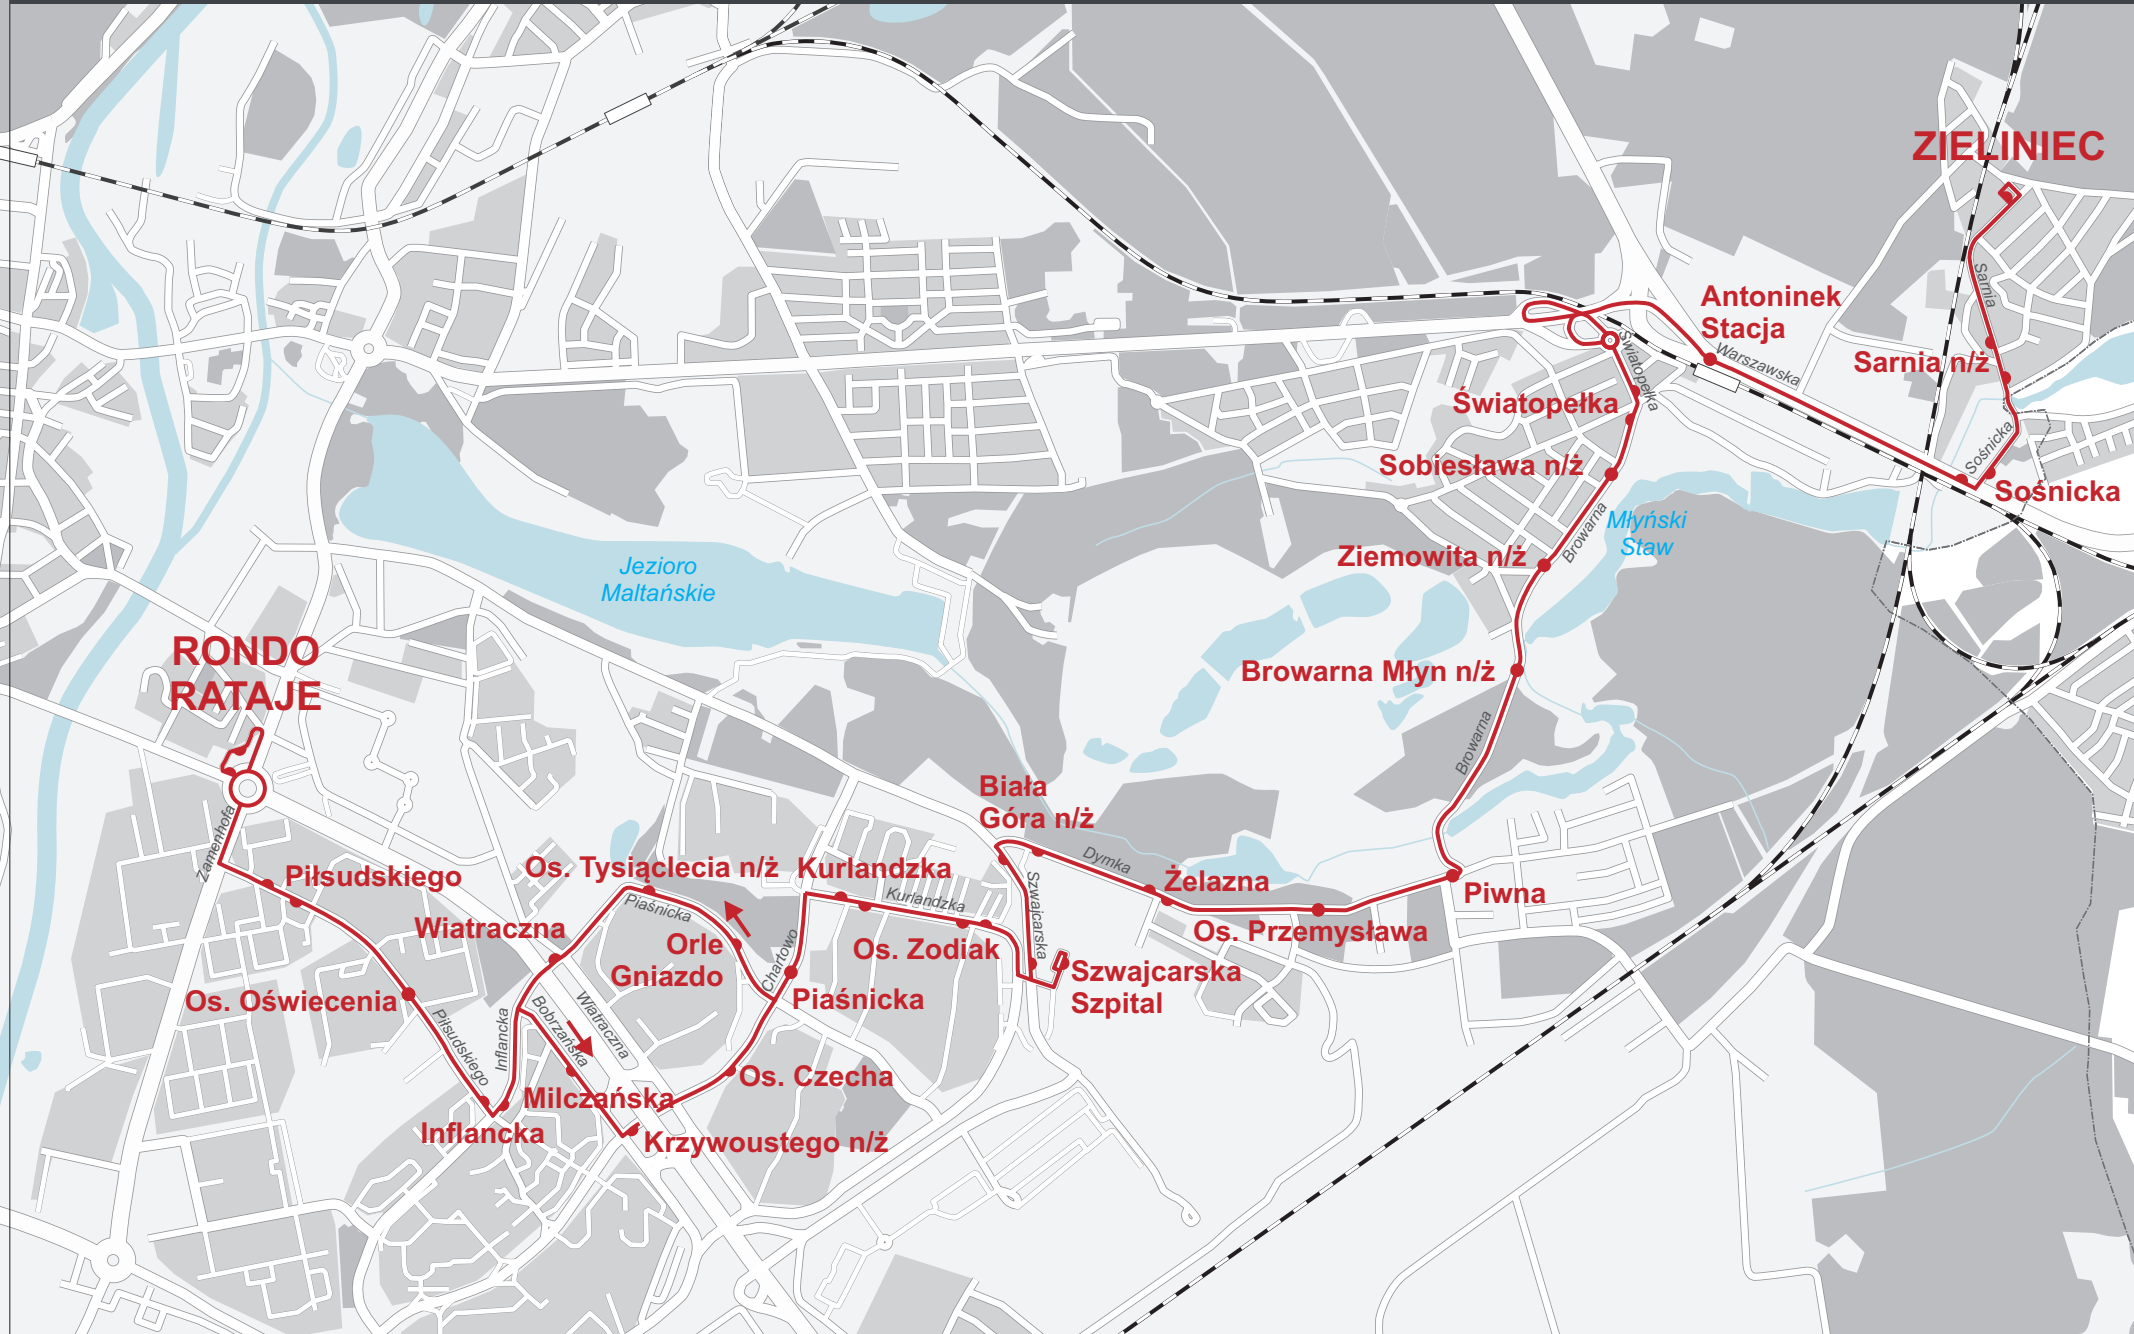 ZIELINIEC
Antoninek
Stacja
Sarnia
Światopełka
Warszawska
Sarnia n/ż
Światopełka
Sośnicka
Sobiesława n/ż
Sośnicka
Browarna
Młyński
Staw
Ziemowita n/ż
Jezioro
Maltańskie
RONDO
RATAJE
Browarna Młyn n/ż
Browarna
Biała
Góra n/ż
Zamenhofa
Dymka
Os. Tysiąclecia n/ż
Kurlandzka
Piłsudskiego
Żelazna
Piwna
Kurlandzka
Szwajcarska
Piaśnicka
Wiatraczna
Orle
Gniazdo
Chartowo
Os. Zodiak
Os. Przemysława
Szwajcarska
Szpital
Os. Oświecenia
Piaśnicka
Piłsudskiego
Inflancka
Bobrzańska
Wiatraczna
Os. Czecha
Milczańska
Inflancka
Krzywoustego n/ż